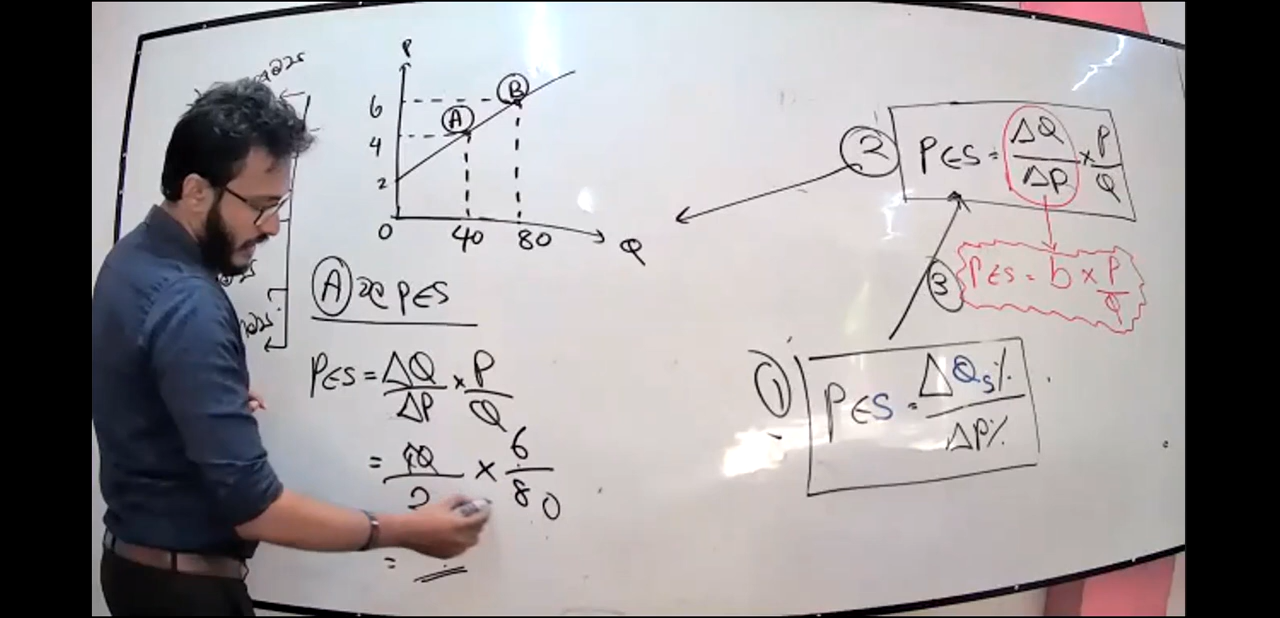 P
6
4
2
0
40
80
Q
A
B
A PES
PES = ΔQ/ΔP × P/Q
= 40/2 × 6/80
=
2 PES = ΔQ/ΔP × P/Q
3 PES = b × P/Q
1 PES = ΔQs%/ΔP%